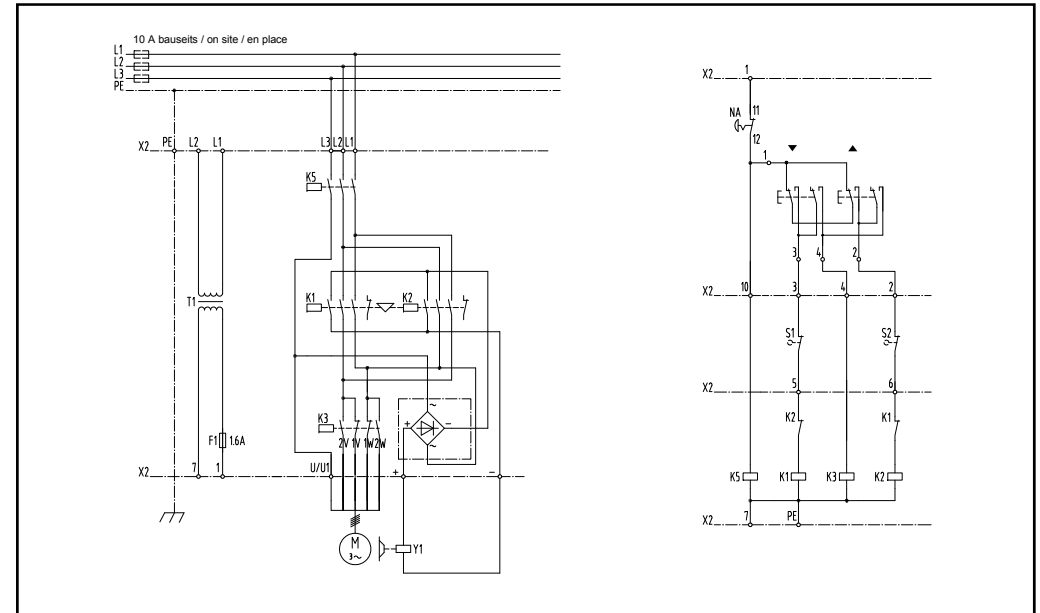 10 A bauseits / on site / en place
L1
L2
L3
PE
X2 PE L2 L1 L3 L2 L1
K5
K1 K2
T1
K3
2V 1V 1W 2W
~
+ −
~
F1 1.6A
X2 7 1 U/U1 + −
M
3~
Y1
X2 1
NA 11
12
1 ▼ ▲
3 4 2
X2 10 3 4 2
S1 S2
X2 5 6
K2 K1
K5 K1 K3 K2
X2 7 PE